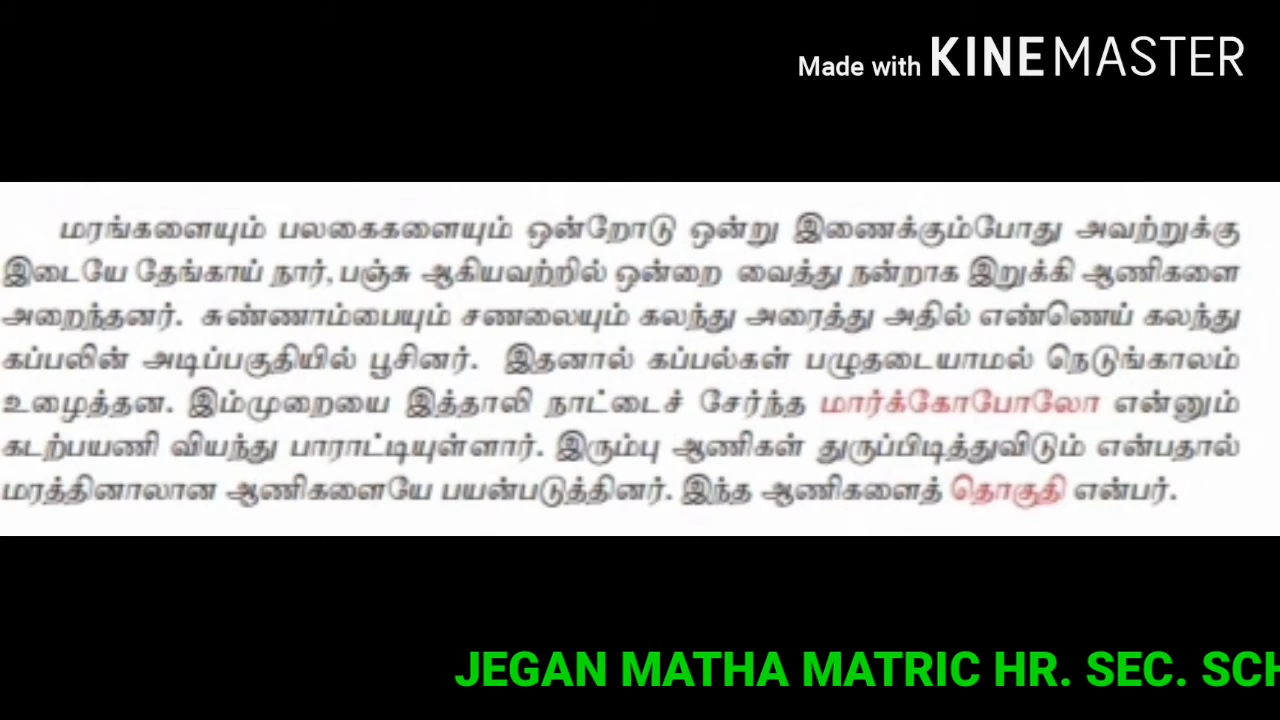 Made with KINEMASTER
மரங்களையும் பலகைகளையும் ஒன்றோடு ஒன்று இணைக்கும்போது அவற்றுக்கு
இடையே தேங்காய் நார், பஞ்சு ஆகியவற்றில் ஒன்றை வைத்து நன்றாக இறுக்கி ஆணிகளை
அறைந்தனர். சுண்ணாம்பையும் சணலையும் கலந்து அரைத்து அதில் எண்ணெய் கலந்து
கப்பலின் அடிப்பகுதியில் பூசினர். இதனால் கப்பல்கள் பழுதடையாமல் நெடுங்காலம்
உழைத்தன. இம்முறையை இத்தாலி நாட்டைச் சேர்ந்த மார்க்கோபோலோ என்னும்
கடற்பயணி வியந்து பாராட்டியுள்ளார். இரும்பு ஆணிகள் துருப்பிடித்துவிடும் என்பதால்
மரத்தினாலான ஆணிகளையே பயன்படுத்தினர். இந்த ஆணிகளைத் தொகுதி என்பர்.
JEGAN MATHA MATRIC HR. SEC. SCH